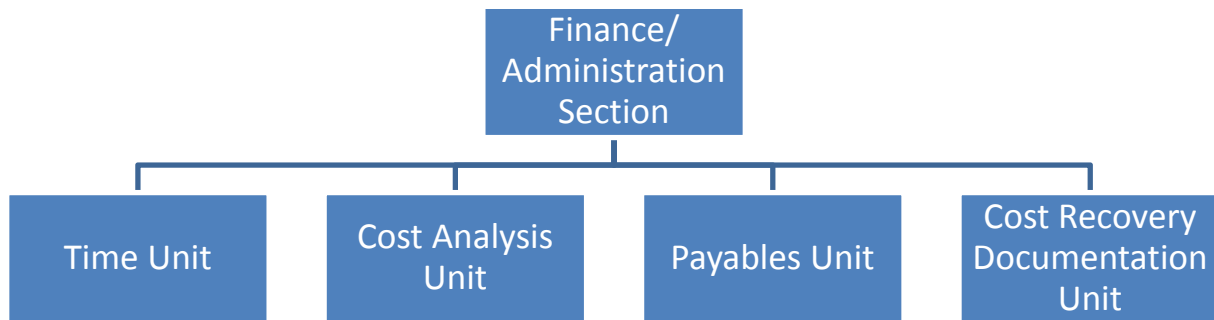 Finance/
Administration
Section
Time Unit
Cost Analysis
Unit
Payables Unit
Cost Recovery
Documentation
Unit